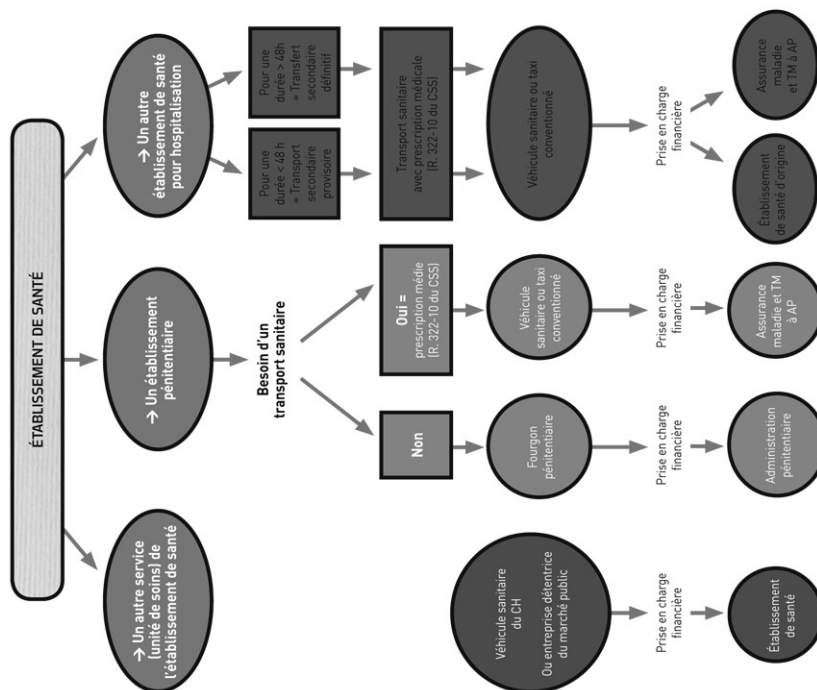 ÉTABLISSEMENT DE SANTÉ
→ Un autre service
(unité de soins) de
l'établissement de santé
→ Un établissement
pénitentiaire
→ Un autre
établissement de santé
pour hospitalisation
Besoin d'un
transport sanitaire
Pour une
durée < 48 h
= Transport
secondaire
provisoire
Pour une
durée > 48h
= Transfert
secondaire
définitif
Non
Oui =
prescription médie
(R. 322-10 du CSS)
Transport sanitaire
avec prescription médicale
(R. 322-10 du CSS)
Véhicule sanitaire
du CH
Ou entreprise détentrice
du marché public
Fourgon
pénitentiaire
Véhicule
sanitaire ou taxi
conventionné
Véhicule sanitaire ou taxi
conventionné
Prise en charge
financière
Prise en charge
financière
Prise en charge
financière
Prise en charge
financière
Établissement
de santé
Administration
pénitentiaire
Assurance
maladie et TM
à AP
Établissement
de santé d'origine
Assurance
maladie
et TM à AP